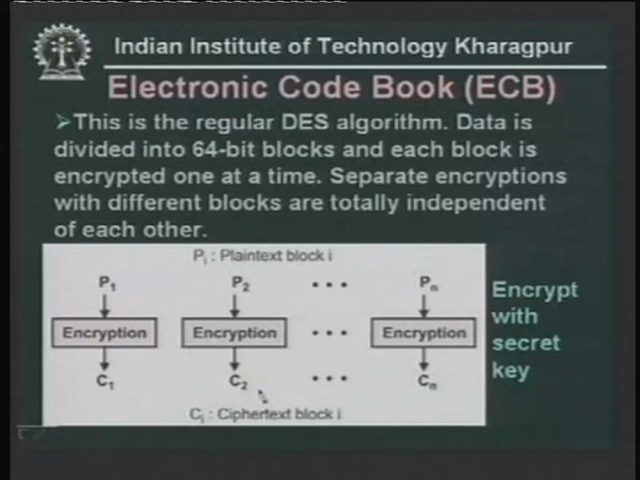 Indian Institute of Technology Kharagpur
Electronic Code Book (ECB)
➢This is the regular DES algorithm. Data is
divided into 64-bit blocks and each block is
encrypted one at a time. Separate encryptions
with different blocks are totally independent
of each other.
Pi : Plaintext block i
P1 P2 • • • Pn
Encryption Encryption • • • Encryption
C1 C2 • • • Cn
Ci : Ciphertext block i
Encrypt
with
secret
key